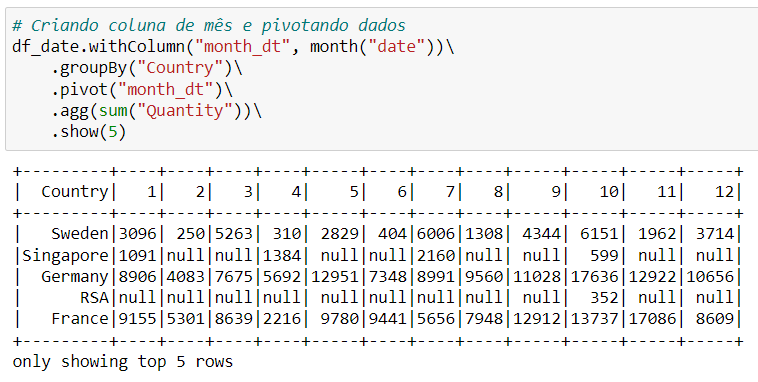 # Criando coluna de mês e pivotando dados
df_date.withColumn("month_dt", month("date"))\
    .groupBy("Country")\
    .pivot("month_dt")\
    .agg(sum("Quantity"))\
    .show(5)
+---------+----+----+----+----+-----+----+----+----+-----+-----+-----+-----+
|  Country|   1|   2|   3|   4|    5|   6|   7|   8|    9|   10|   11|   12|
+---------+----+----+----+----+-----+----+----+----+-----+-----+-----+-----+
|   Sweden|3096| 250|5263| 310| 2829| 404|6006|1308| 4344| 6151| 1962| 3714|
|Singapore|1091|null|null|1384| null|null|2160|null| null|  599| null| null|
|  Germany|8906|4083|7675|5692|12951|7348|8991|9560|11028|17636|12922|10656|
|      RSA|null|null|null|null| null|null|null|null| null|  352| null| null|
|   France|9155|5301|8639|2216| 9780|9441|5656|7948|12912|13737|17086| 8609|
+---------+----+----+----+----+-----+----+----+----+-----+-----+-----+-----+
only showing top 5 rows